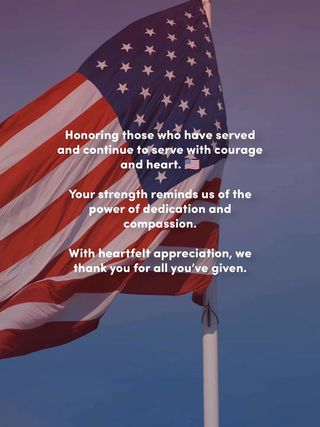 Honoring those who have served
and continue to serve with courage
and heart. 🇺🇸
Your strength reminds us of the
power of dedication and
compassion.
With heartfelt appreciation, we
thank you for all you’ve given.